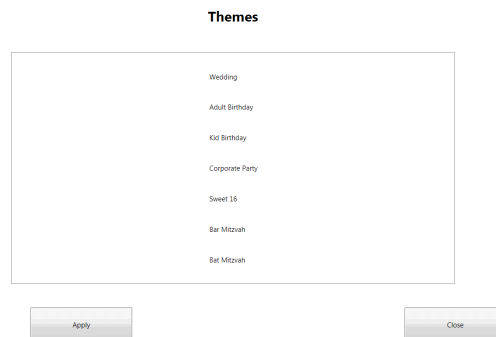 Themes
Wedding
Adult Birthday
Kid Birthday
Corporate Party
Sweet 16
Bar Mitzvah
Bat Mitzvah
Apply
Close